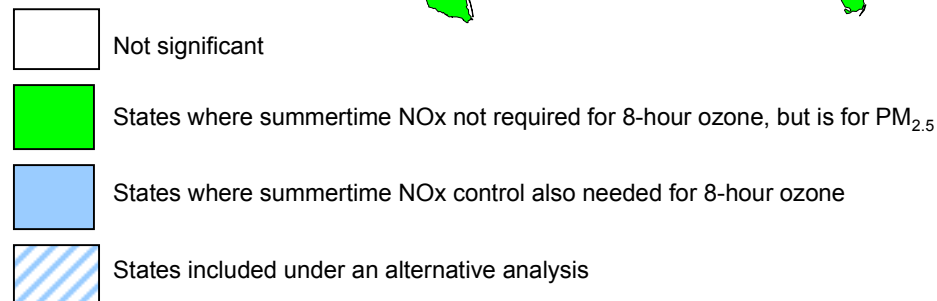 Not significant
States where summertime NOx not required for 8-hour ozone, but is for PM2.5
States where summertime NOx control also needed for 8-hour ozone
States included under an alternative analysis